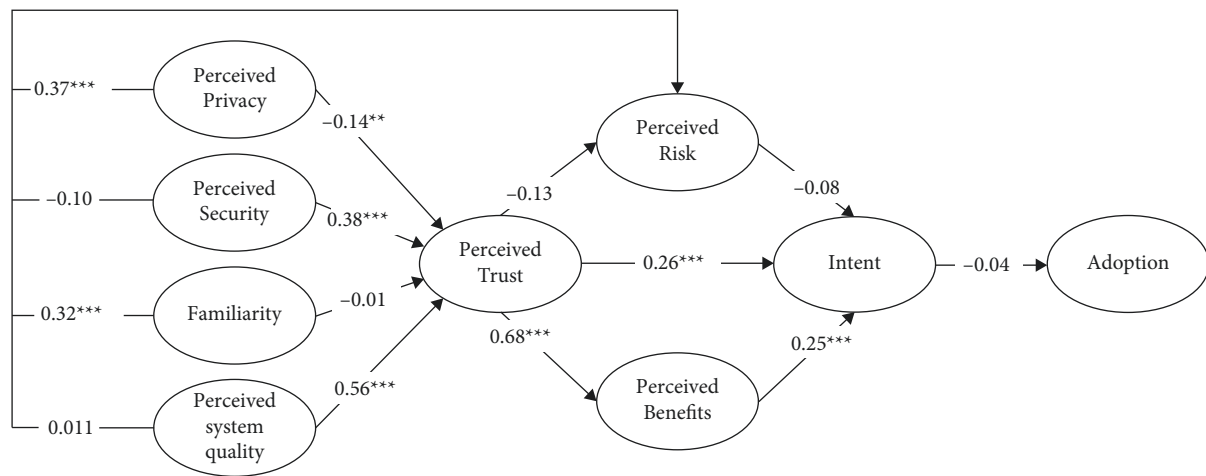 0.37***
Perceived
Privacy
–0.14**
Perceived
Risk
–0.10
Perceived
Security
0.38***
–0.13
–0.08
Perceived
Trust
0.26***
Intent
–0.04
Adoption
0.32***
Familiarity
–0.01
0.68***
0.25***
0.56***
Perceived
Benefits
0.011
Perceived
system
quality